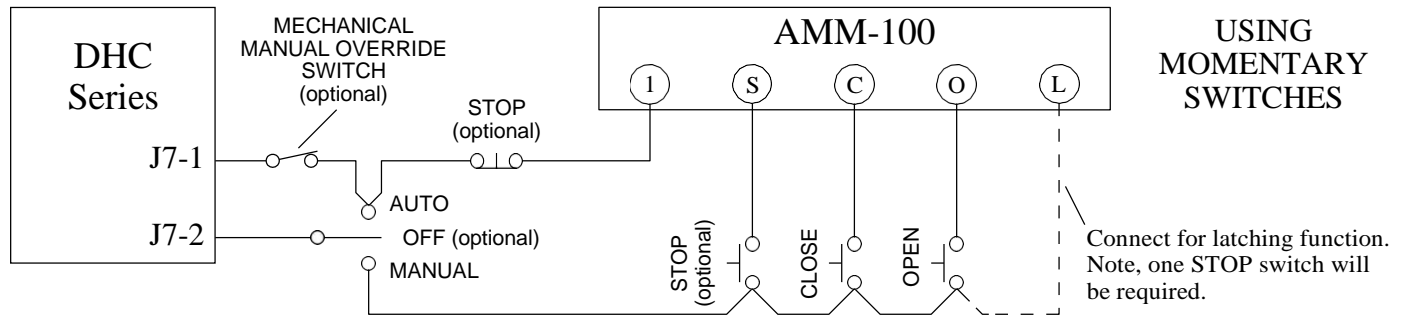 DHC
Series
J7-1
J7-2
MECHANICAL
MANUAL OVERRIDE
SWITCH
(optional)
STOP
(optional)
AUTO
OFF (optional)
MANUAL
AMM-100
1 S C O L
STOP
(optional)
CLOSE
OPEN
USING
MOMENTARY
SWITCHES
Connect for latching function.
Note, one STOP switch will
be required.